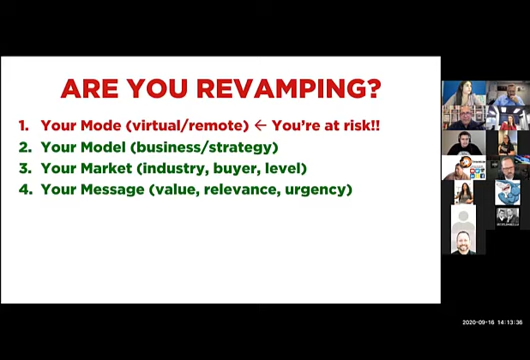 ARE YOU REVAMPING?
1. Your Mode (virtual/remote) ← You're at risk!!
2. Your Model (business/strategy)
3. Your Market (industry, buyer, level)
4. Your Message (value, relevance, urgency)
2020-09-16 14:13:36